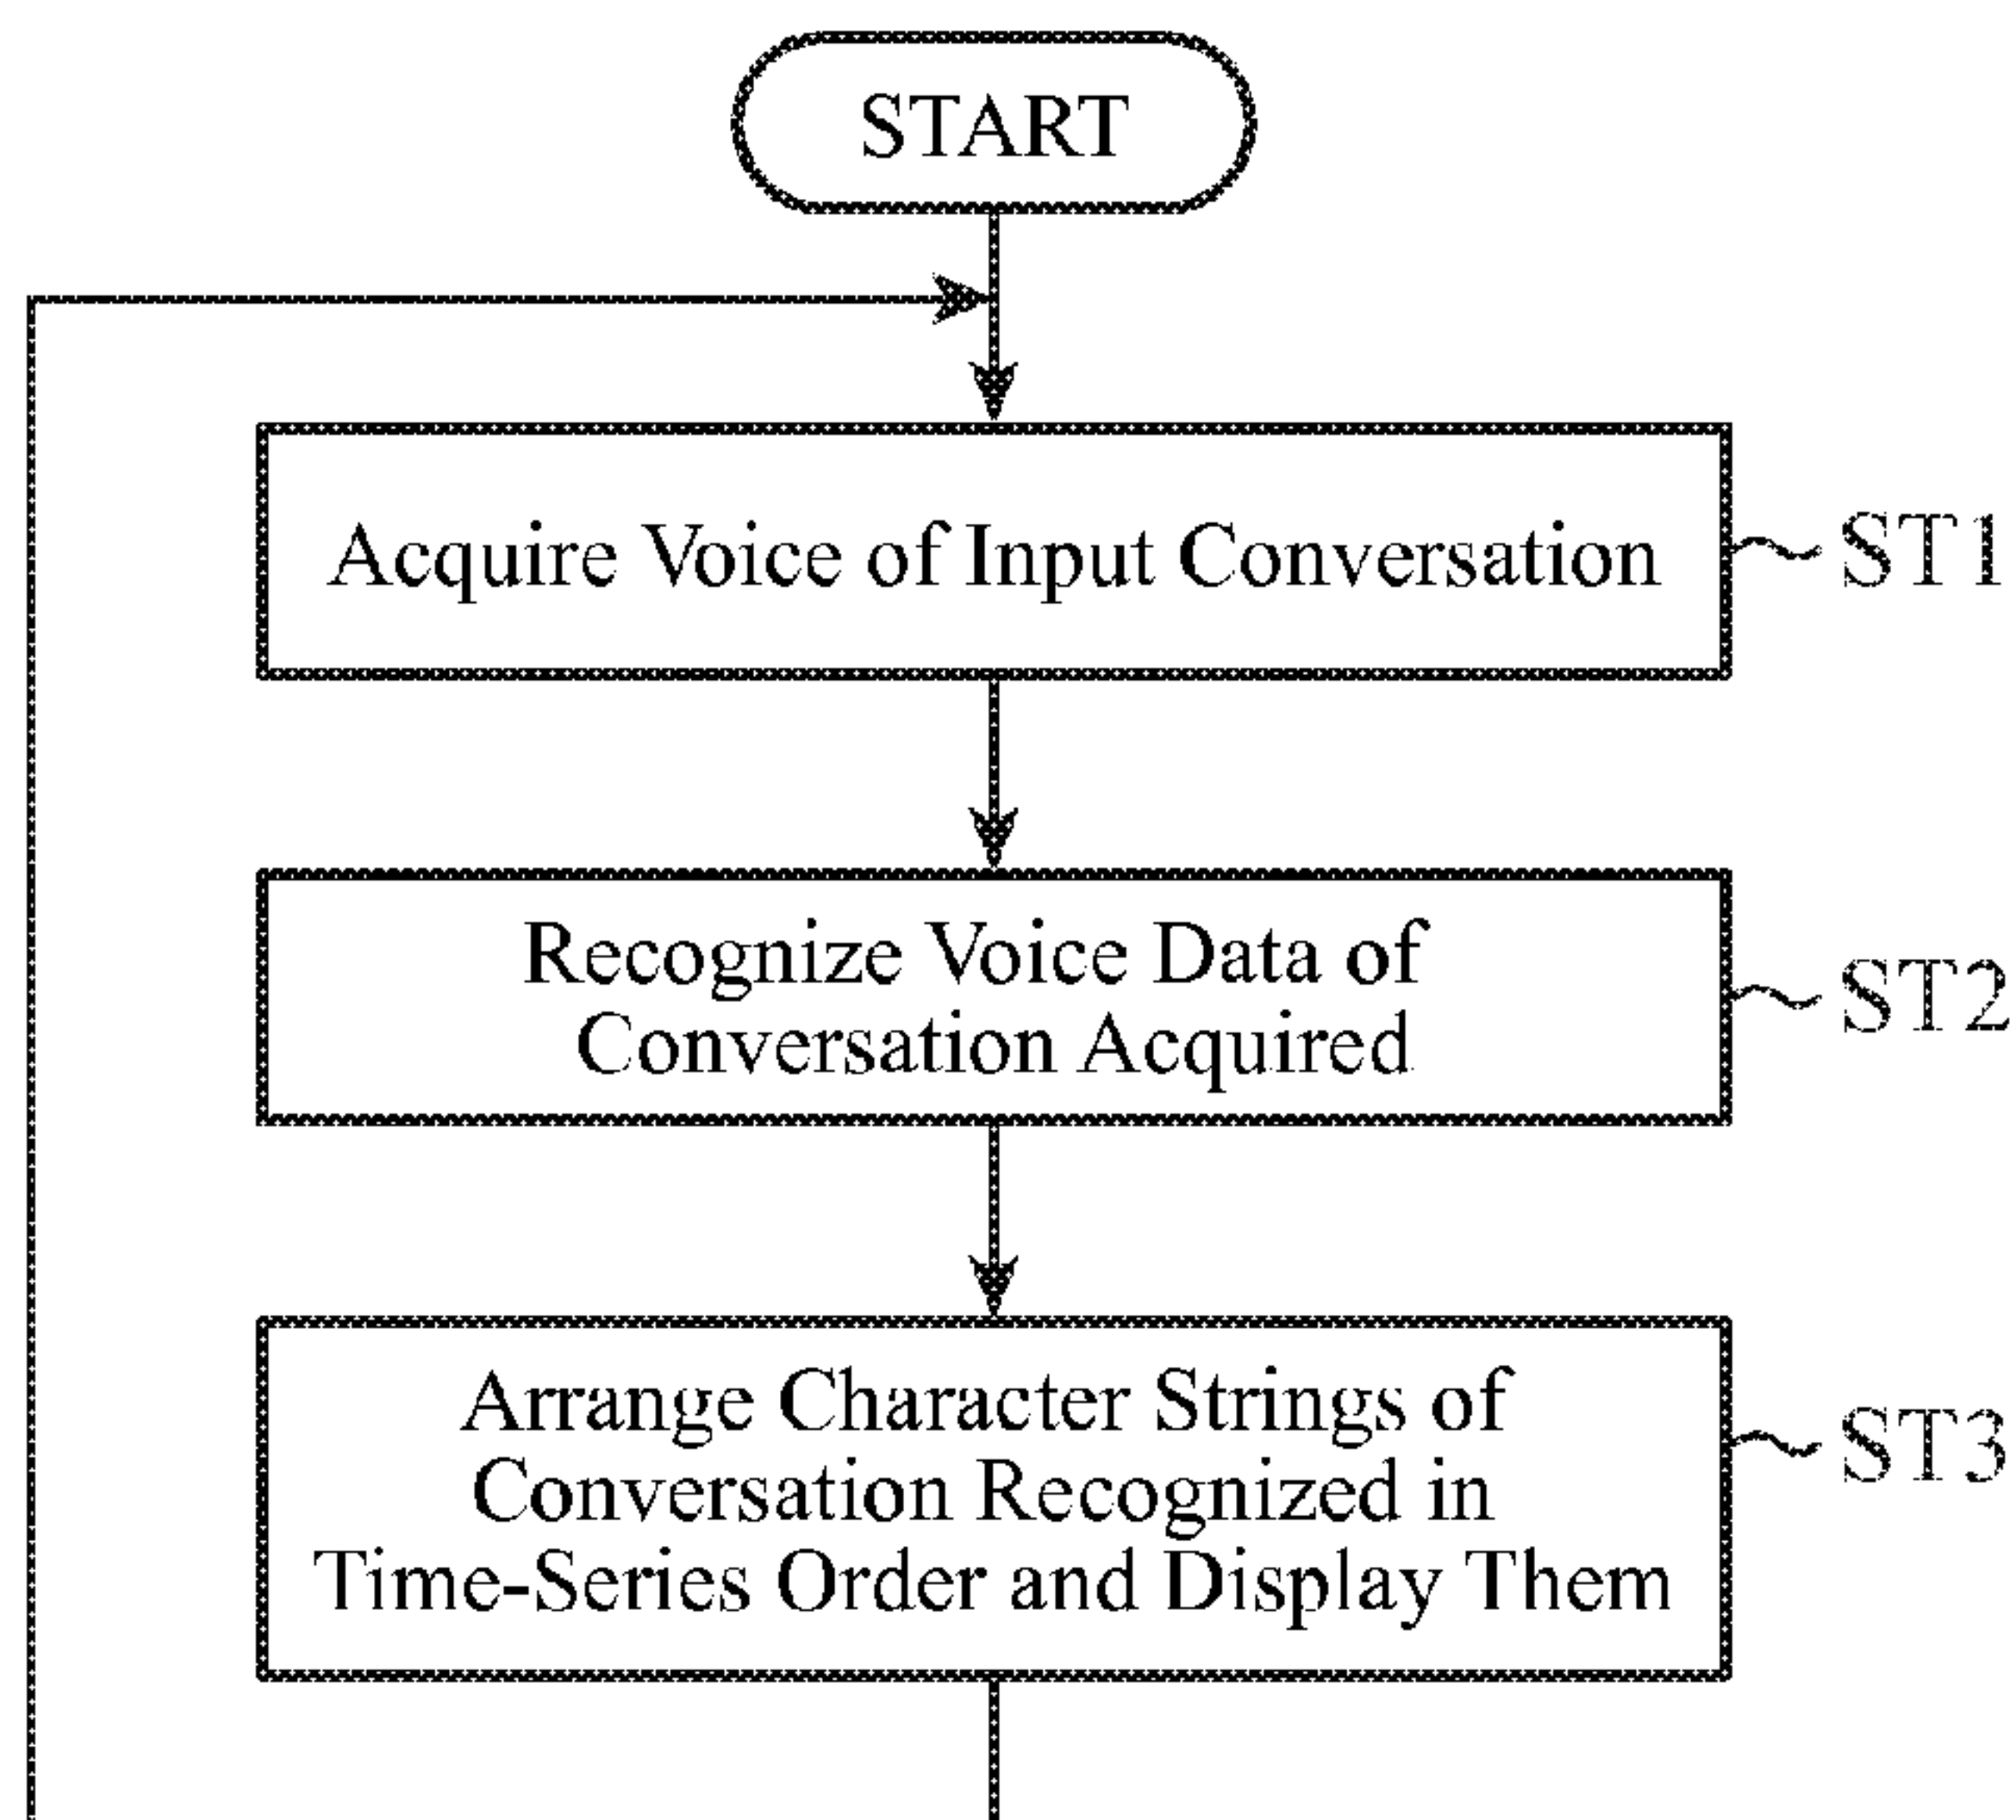 START
Acquire Voice of Input Conversation
ST1
Recognize Voice Data of
Conversation Acquired
ST2
Arrange Character Strings of
Conversation Recognized in
Time-Series Order and Display Them
ST3